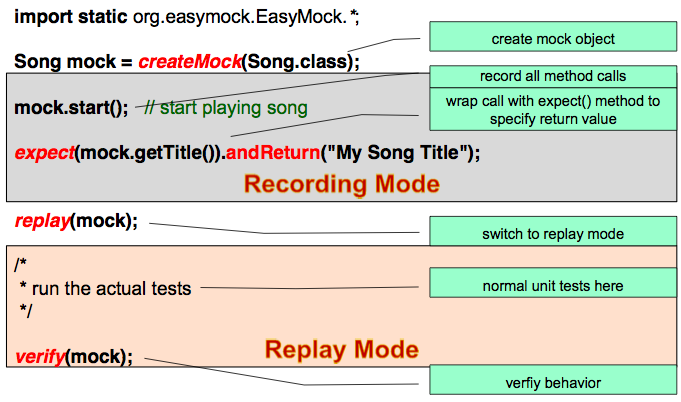 import static org.easymock.EasyMock.*;
create mock object
Song mock = createMock(Song.class);
record all method calls
mock.start(); // start playing song
wrap call with expect() method to
specify return value
expect(mock.getTitle()).andReturn("My Song Title");
Recording Mode
replay(mock);
switch to replay mode
/*
* run the actual tests
normal unit tests here
*/
Replay Mode
verify(mock);
verfiy behavior